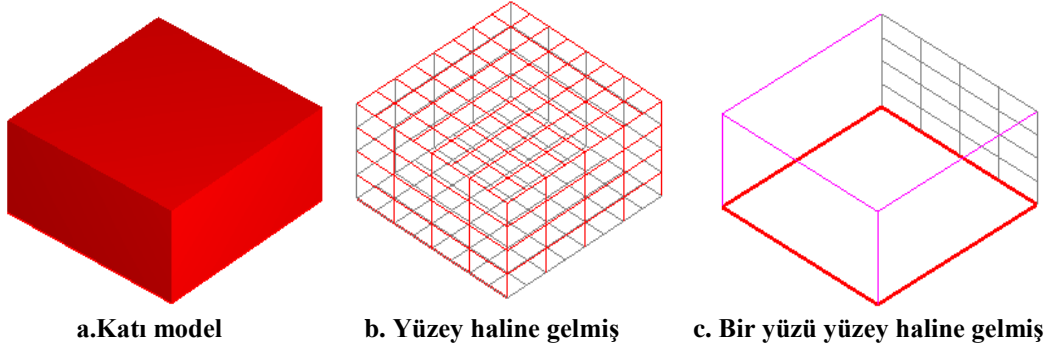 a.Katı model
b. Yüzey haline gelmiş
c. Bir yüzü yüzey haline gelmiş